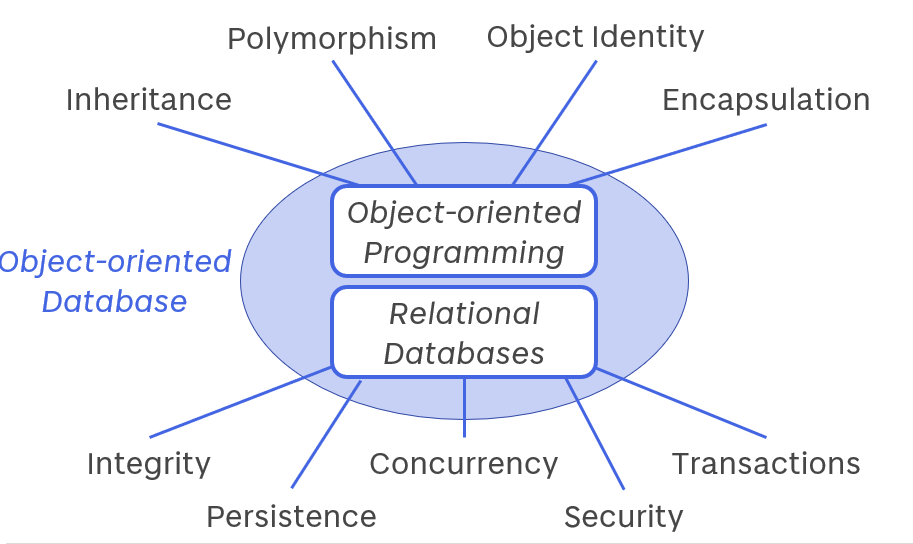 Polymorphism
Object Identity
Inheritance
Encapsulation
Object-oriented
Programming
Object-oriented
Database
Relational
Databases
Integrity
Concurrency
Transactions
Persistence
Security